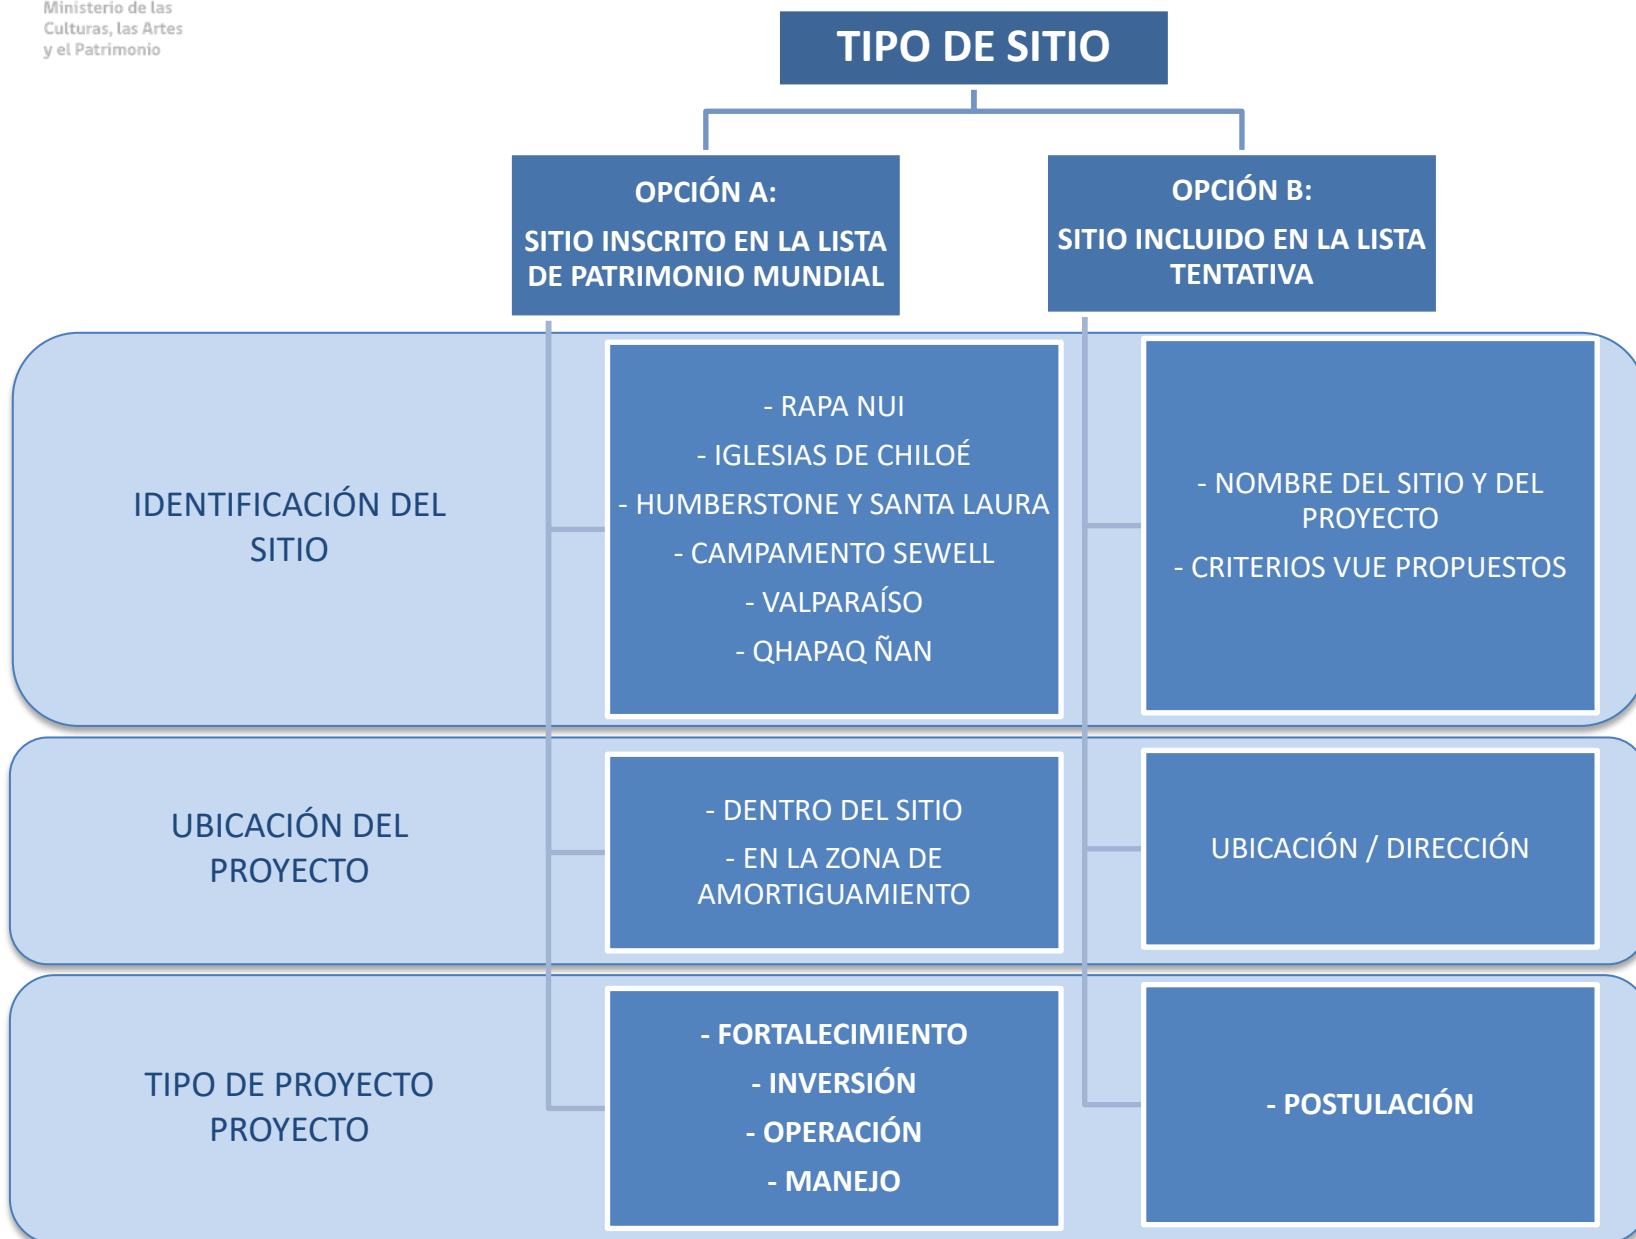 Ministerio de las
Culturas, las Artes
y el Patrimonio
TIPO DE SITIO
OPCIÓN A:
SITIO INSCRITO EN LA LISTA
DE PATRIMONIO MUNDIAL
OPCIÓN B:
SITIO INCLUIDO EN LA LISTA
TENTATIVA
IDENTIFICACIÓN DEL
SITIO
- RAPA NUI
- IGLESIAS DE CHILOÉ
- HUMBERSTONE Y SANTA LAURA
- CAMPAMENTO SEWELL
- VALPARAÍSO
- QHAPAQ ÑAN
- NOMBRE DEL SITIO Y DEL
PROYECTO
- CRITERIOS VUE PROPUESTOS
UBICACIÓN DEL
PROYECTO
- DENTRO DEL SITIO
- EN LA ZONA DE
AMORTIGUAMIENTO
UBICACIÓN / DIRECCIÓN
TIPO DE PROYECTO
PROYECTO
- FORTALECIMIENTO
- INVERSIÓN
- OPERACIÓN
- MANEJO
- POSTULACIÓN